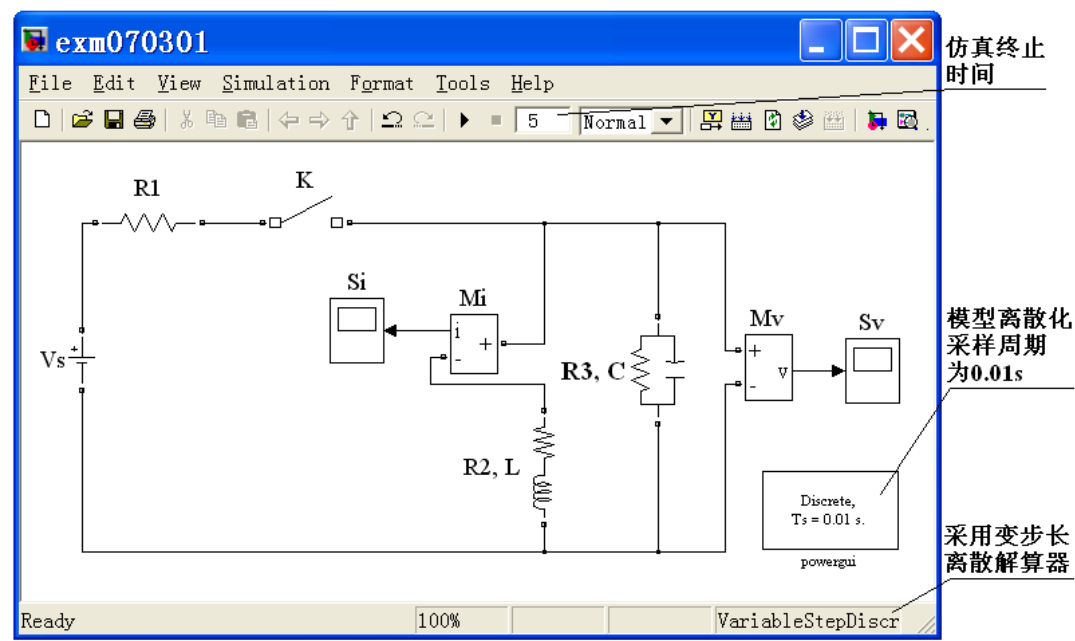 exm070301
File Edit View Simulation Format Tools Help
5 Normal
仿真终止
时间
R1
K
Si
Mi
i
+
-
Vs
+
R3, C
Mv
+
v
-
Sv
R2, L
模型离散化
采样周期
为0.01s
Discrete,
Ts = 0.01 s.
powergui
采用变步长
离散解算器
Ready 100% VariableStepDiscr